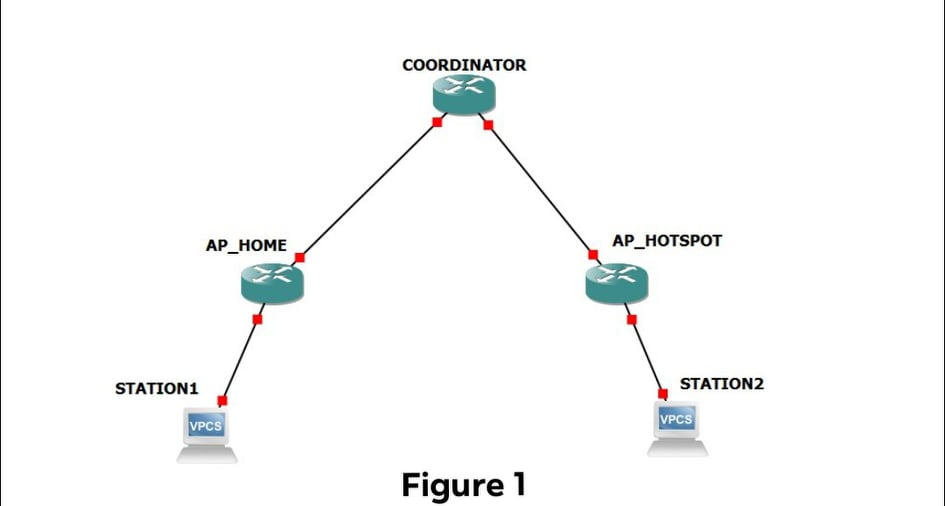 COORDINATOR
AP_HOME
AP_HOTSPOT
STATION1
STATION2
VPCS
VPCS
Figure 1